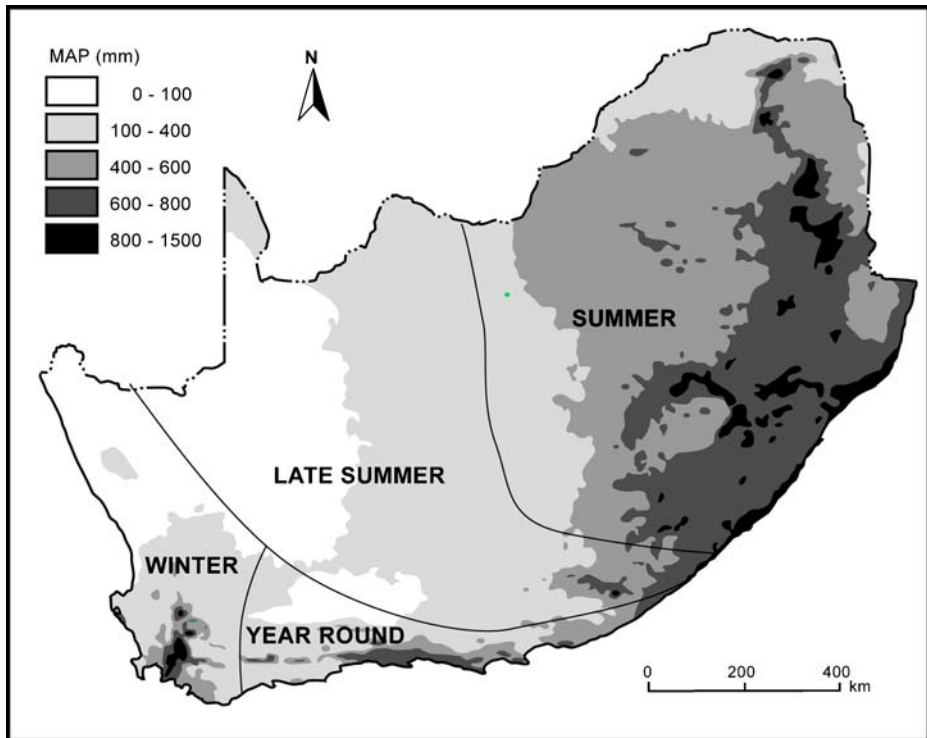 MAP (mm)
0 - 100
100 - 400
400 - 600
600 - 800
800 - 1500
N
SUMMER
LATE SUMMER
WINTER
YEAR ROUND
0 200 400
km